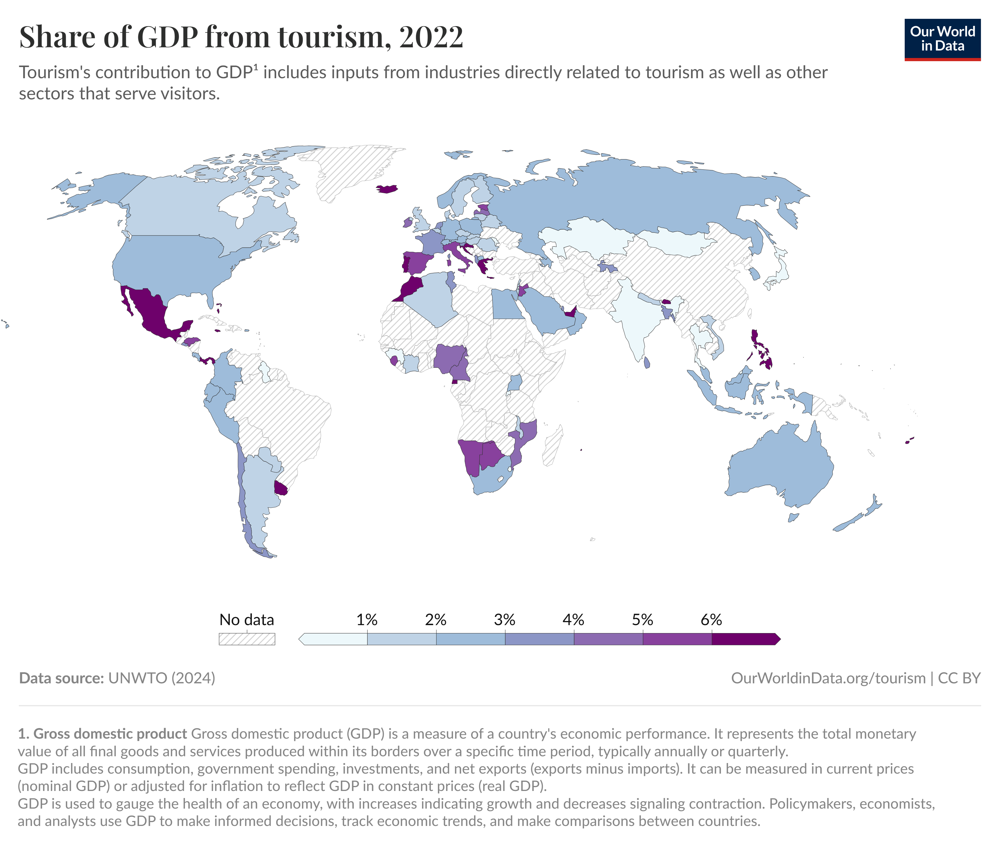 Share of GDP from tourism, 2022
Our World
in Data
Tourism's contribution to GDP¹ includes inputs from industries directly related to tourism as well as other
sectors that serve visitors.
No data
1%
2%
3%
4%
5%
6%
Data source: UNWTO (2024)
OurWorldinData.org/tourism | CC BY
1. Gross domestic product Gross domestic product (GDP) is a measure of a country's economic performance. It represents the total monetary
value of all final goods and services produced within its borders over a specific time period, typically annually or quarterly.
GDP includes consumption, government spending, investments, and net exports (exports minus imports). It can be measured in current prices
(nominal GDP) or adjusted for inflation to reflect GDP in constant prices (real GDP).
GDP is used to gauge the health of an economy, with increases indicating growth and decreases signaling contraction. Policymakers, economists,
and analysts use GDP to make informed decisions, track economic trends, and make comparisons between countries.